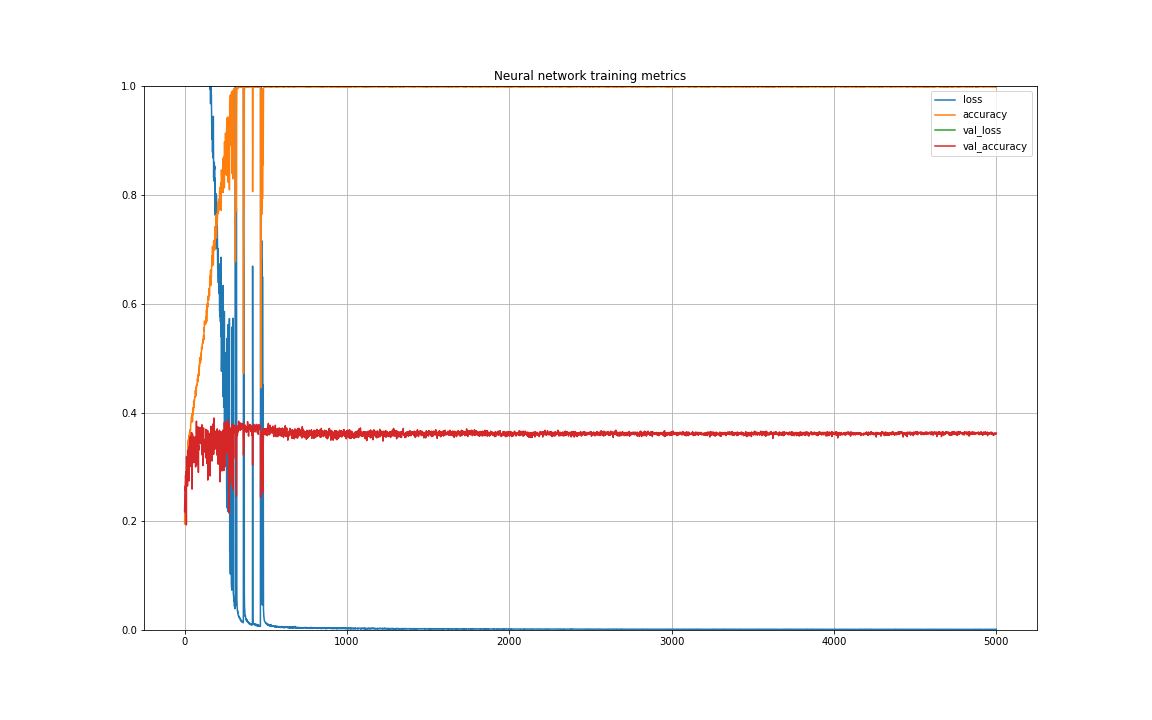 Neural network training metrics
1.0
0.8
0.6
0.4
0.2
0.0
loss
accuracy
val_loss
val_accuracy
0 1000 2000 3000 4000 5000